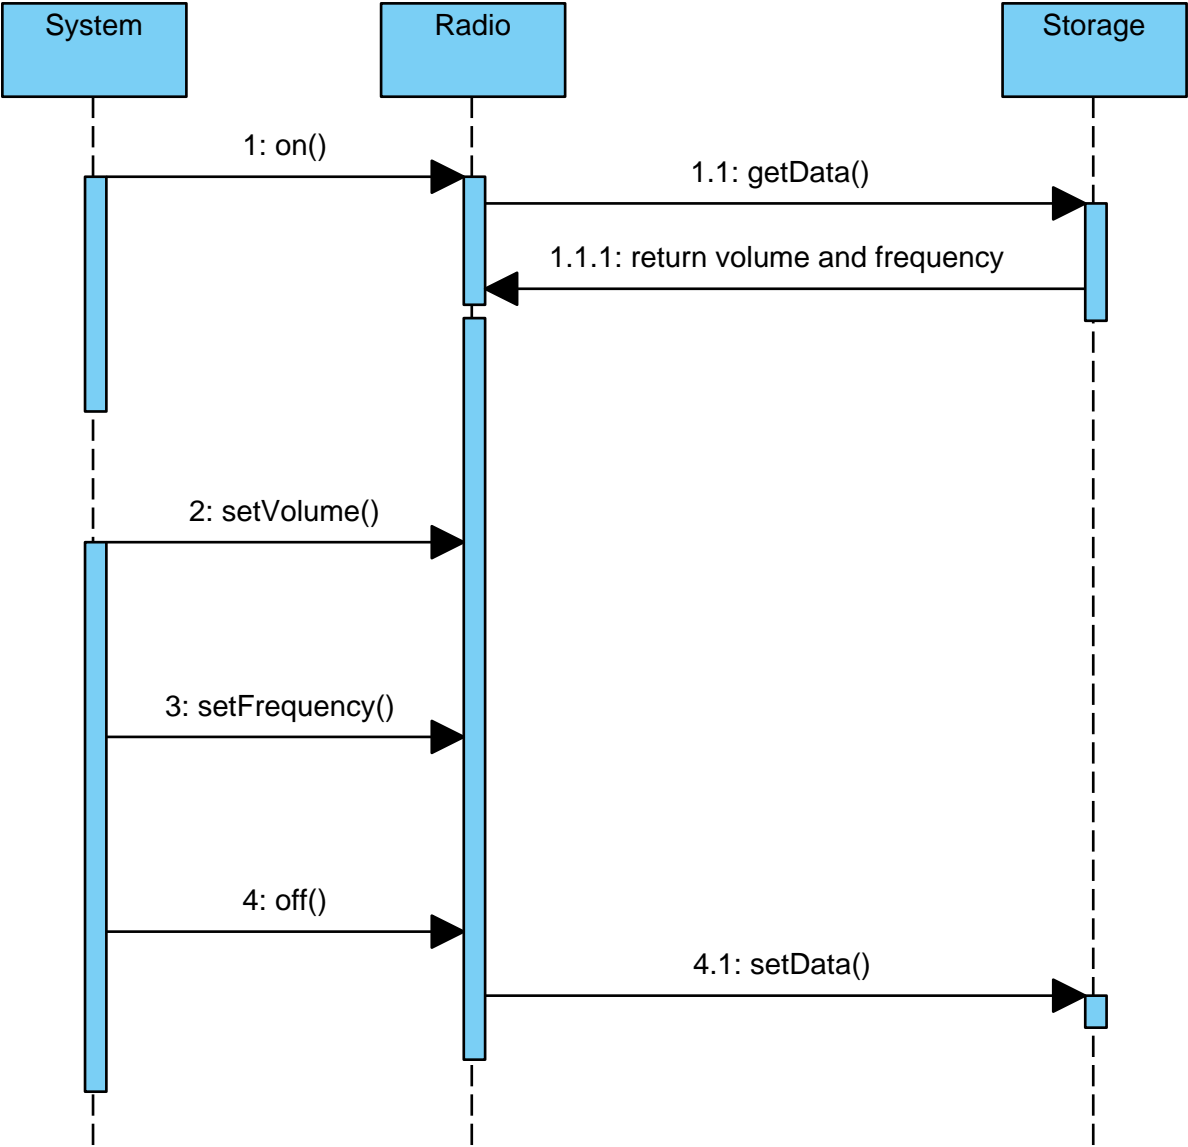 System
Radio
Storage
1: on()
1.1: getData()
1.1.1: return volume and frequency
2: setVolume()
3: setFrequency()
4: off()
4.1: setData()